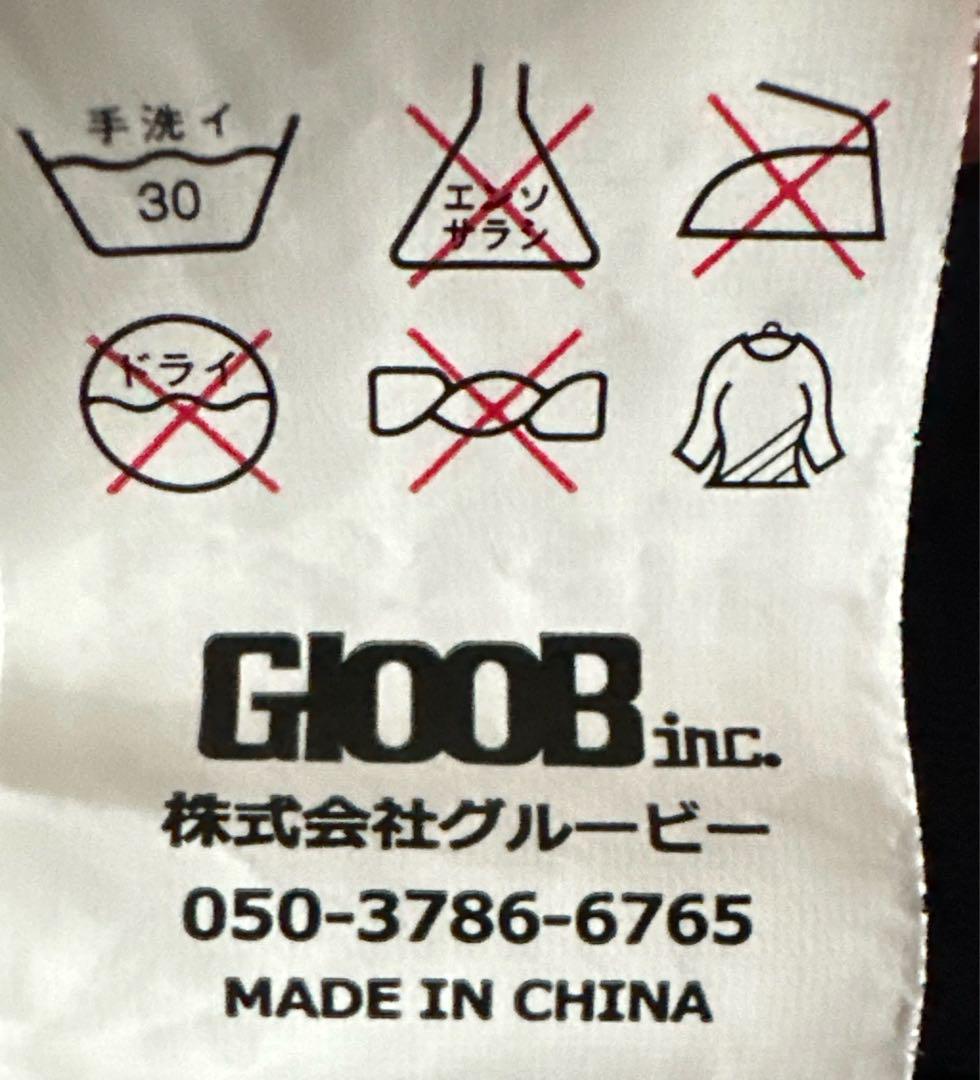 手洗イ
30
エンソ
サラシ
ドライ
GlOOB inc.
株式会社グルービー
050-3786-6765
MADE IN CHINA